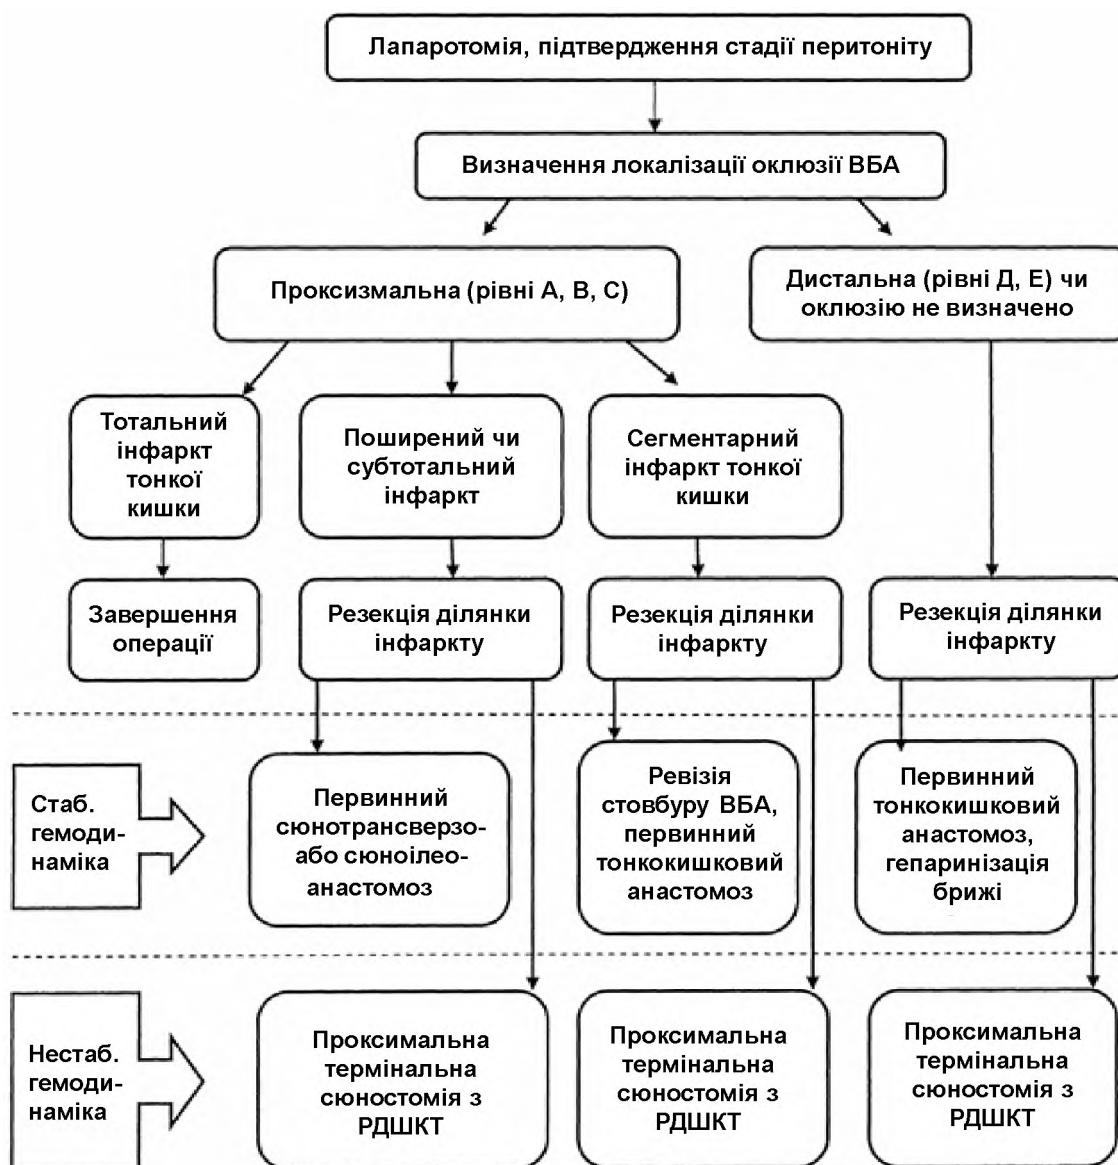 Лапаротомія, підтвердження стадії перитоніту
Визначення локалізації оклюзії ВБА
Проксизмальна (рівні А, В, С)
Дистальна (рівні Д, Е) чи
оклюзію не визначено
Тотальний
інфаркт
тонкої
кишки
Поширений чи
субтотальний
інфаркт
Сегментарний
інфаркт тонкої
кишки
Завершення
операції
Резекція ділянки
інфаркту
Резекція ділянки
інфаркту
Резекція ділянки
інфаркту
Стаб.
гемоди-
наміка
Первинний
сюнотрансверзо-
або сюноілео-
анастомоз
Ревізія
стовбуру ВБА,
первинний
тонкокишковий
анастомоз
Первинний
тонкокишковий
анастомоз,
гепаринізація
брижі
Нестаб.
гемоди-
наміка
Проксимальна
термінальна
сюностомія з
РДШКТ
Проксимальна
термінальна
сюностомія з
РДШКТ
Проксимальна
термінальна
сюностомія з
РДШКТ